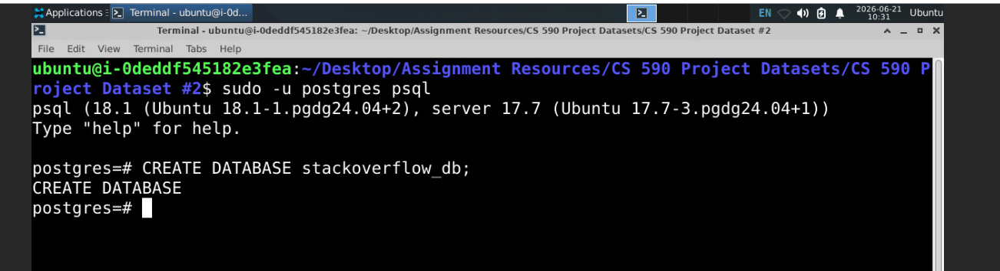 Applications Terminal - ubuntu@i-0d... EN 2026-06-21 Ubuntu
10:31
Terminal - ubuntu@i-0deddf545182e3fea: ~/Desktop/Assignment Resources/CS 590 Project Datasets/CS 590 Project Dataset #2
File Edit View Terminal Tabs Help
ubuntu@i-0deddf545182e3fea:~/Desktop/Assignment Resources/CS 590 Project Datasets/CS 590 P
roject Dataset #2$ sudo -u postgres psql
psql (18.1 (Ubuntu 18.1-1.pgdg24.04+2), server 17.7 (Ubuntu 17.7-3.pgdg24.04+1))
Type "help" for help.
postgres=# CREATE DATABASE stackoverflow_db;
CREATE DATABASE
postgres=#